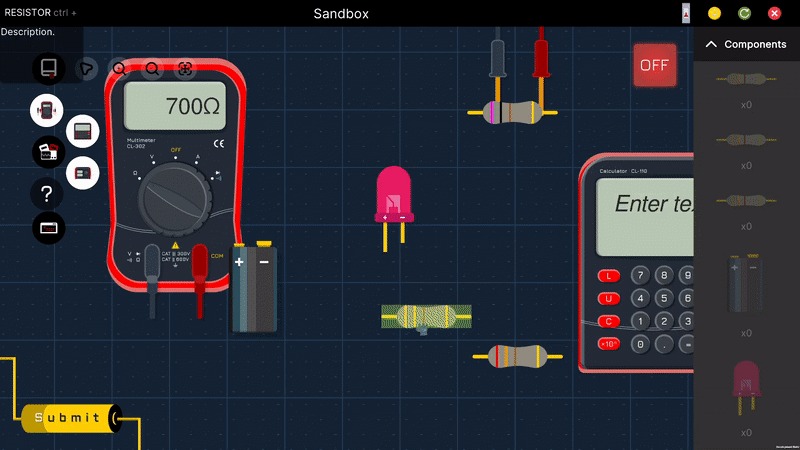 RESISTOR ctrl +
Sandbox
Description.
Components
OFF
700Ω
Multimeter
CL-302
CE
OFF
V
A
Ω
CAT III 300V
CAT II 600V
COM
+ -
+ -
Calculator CL-110
Enter te
L 7 8 9
U 4 5 6
C 1 2 3
0 . =
x0
x0
x0
+ -
x0
x0
Submit